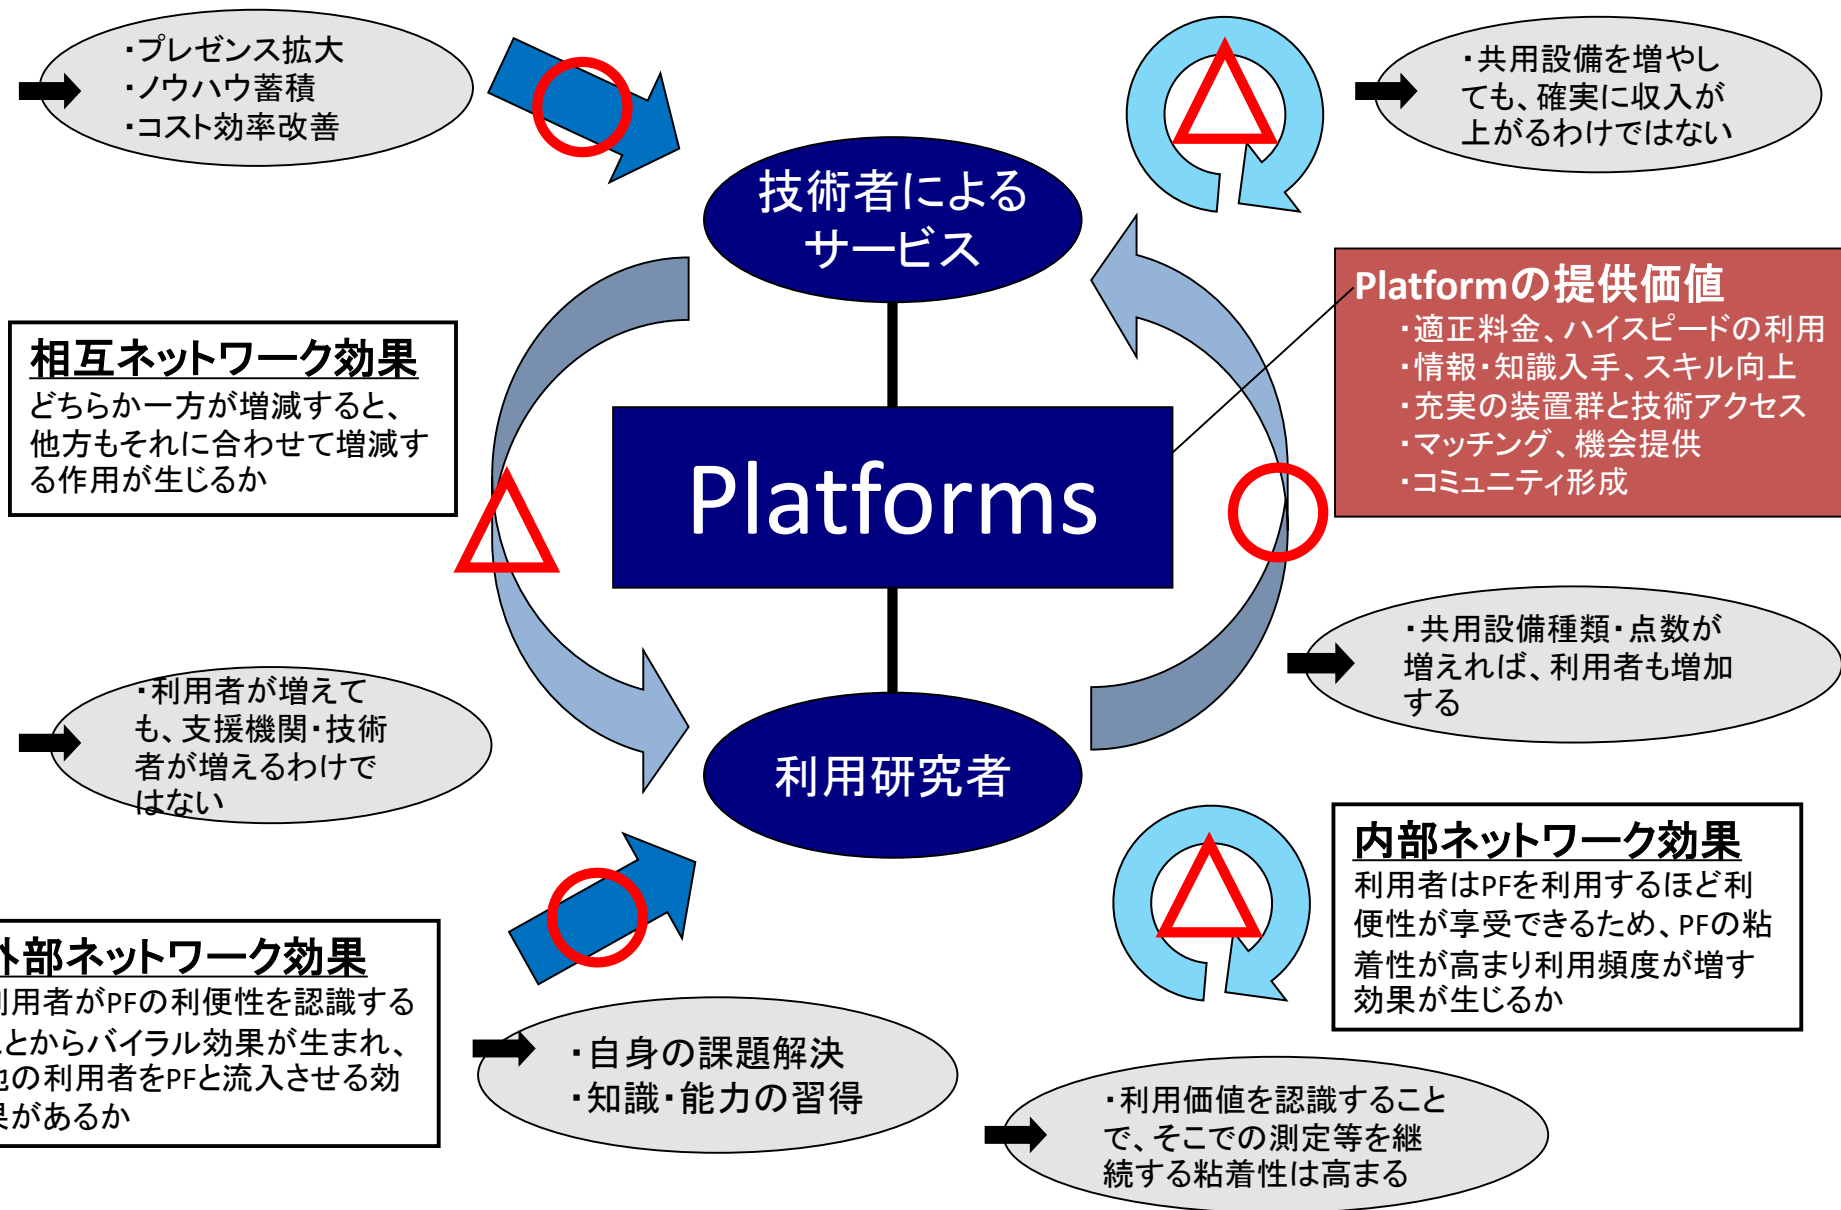 ・プレゼンス拡大
・ノウハウ蓄積
・コスト効率改善
・共用設備を増やし
ても、確実に収入が
上がるわけではない
技術者による
サービス
Platformの提供価値
・適正料金、ハイスピードの利用
・情報・知識入手、スキル向上
・充実の装置群と技術アクセス
・マッチング、機会提供
・コミュニティ形成
相互ネットワーク効果
どちらか一方が増減すると、
他方もそれに合わせて増減す
る作用が生じるか
Platforms
・共用設備種類・点数が
増えれば、利用者も増加
する
・利用者が増えて
も、支援機関・技術
者が増えるわけで
はない
利用研究者
内部ネットワーク効果
利用者はPFを利用するほど利
便性が享受できるため、PFの粘
着性が高まり利用頻度が増す
効果が生じるか
外部ネットワーク効果
利用者がPFの利便性を認識する
ことからバイラル効果が生まれ、
他の利用者をPFと流入させる効
果があるか
・自身の課題解決
・知識・能力の習得
・利用価値を認識すること
で、そこでの測定等を継
続する粘着性は高まる